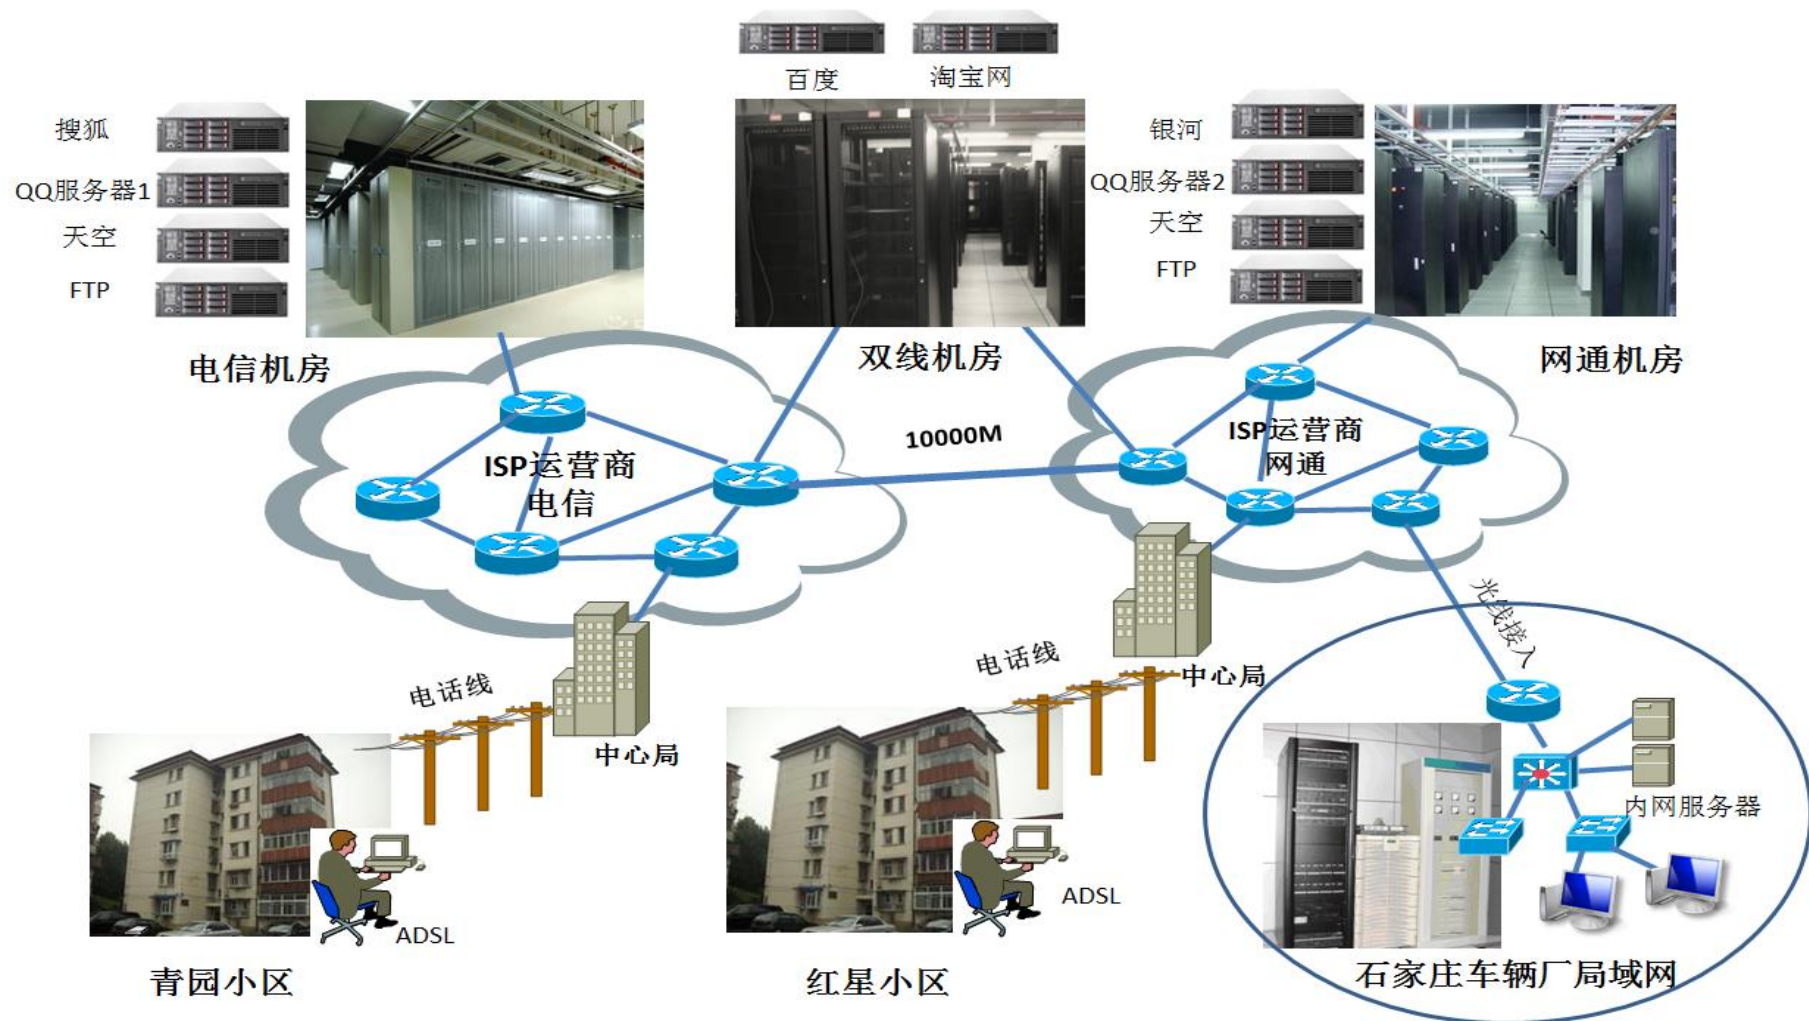 百度
淘宝网
搜狐
QQ服务器1
天空
FTP
银河
QQ服务器2
天空
FTP
电信机房
双线机房
网通机房
10000M
ISP运营商
电信
ISP运营商
网通
光线接入
电话线
中心局
电话线
中心局
内网服务器
ADSL
ADSL
青园小区
红星小区
石家庄车辆厂局域网